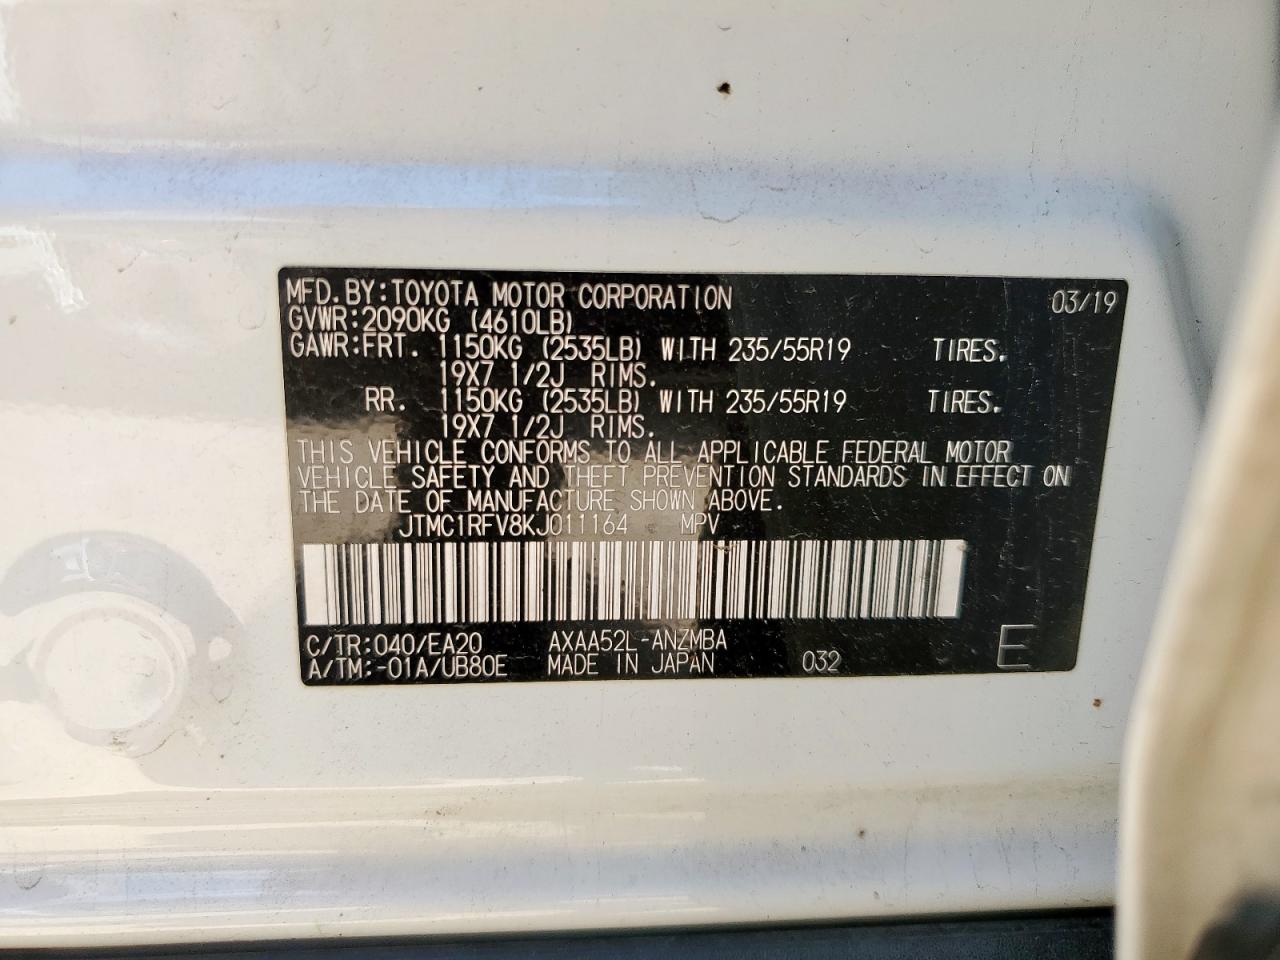 MFD. BY: TOYOTA MOTOR CORPORATION 03/19
GVWR: 2090KG (4610LB)
GAWR: FRT. 1150KG (2535LB) WITH 235/55R19 TIRES.
19X7 1/2J RIMS.
RR. 1150KG (2535LB) WITH 235/55R19 TIRES.
19X7 1/2J RIMS.
THIS VEHICLE CONFORMS TO ALL APPLICABLE FEDERAL MOTOR
VEHICLE SAFETY AND THEFT PREVENTION STANDARDS IN EFFECT ON
THE DATE OF MANUFACTURE SHOWN ABOVE.
JTMC1RFV8KJ011164 MPV
C/TR: 040/EA20 AXAA52L-ANZMBA
A/TM: -01A/UB80E MADE IN JAPAN 032 E